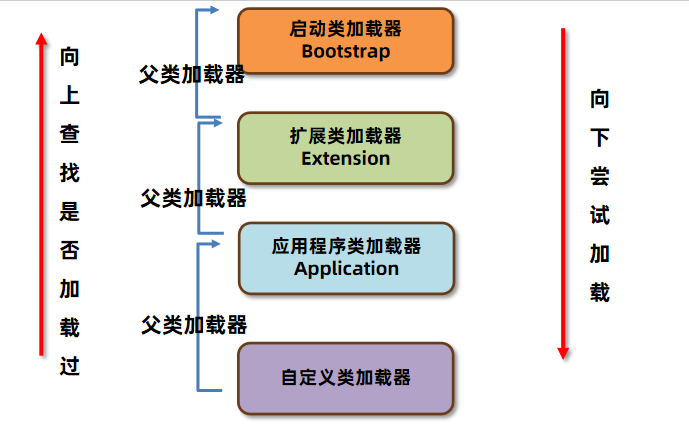 向上查找是否加载过
启动类加载器
Bootstrap
父类加载器
扩展类加载器
Extension
父类加载器
应用程序类加载器
Application
父类加载器
自定义类加载器
向下尝试加载